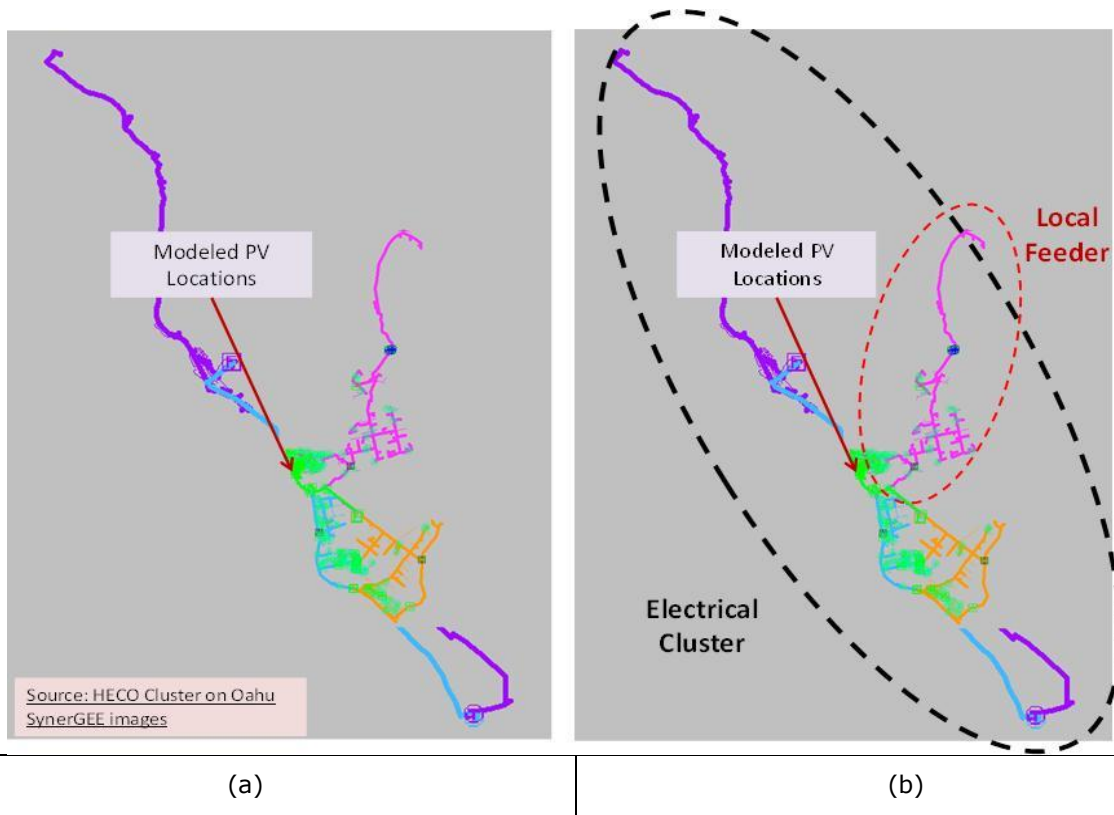 Modeled PV
Locations
Source: HECO Cluster on Oahu
SynerGEE images
Modeled PV
Locations
Local
Feeder
Electrical
Cluster
(a)
(b)